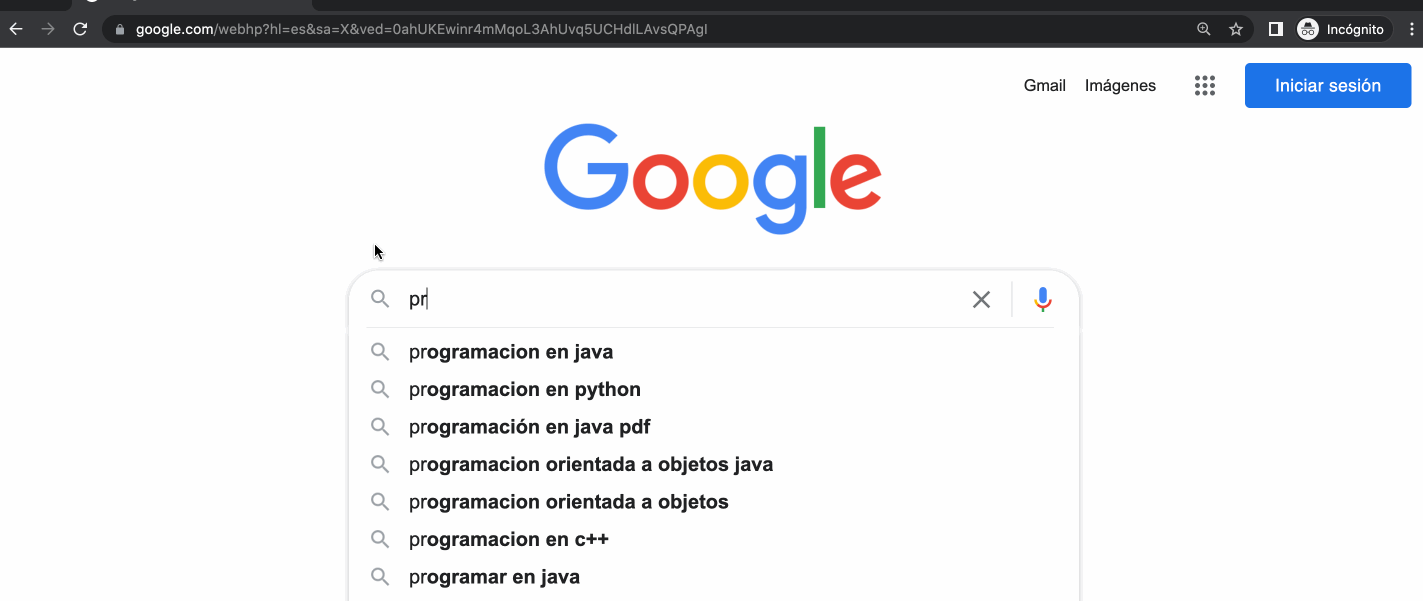 google.com/webhp?hl=es&sa=X&ved=0ahUKEwinr4mMqoL3AhUvq5UCHdlLAvsQPAgI
Incógnito
Gmail Imágenes Iniciar sesión
Google
pr
programacion en java
programacion en python
programación en java pdf
programacion orientada a objetos java
programacion orientada a objetos
programacion en c++
programar en java